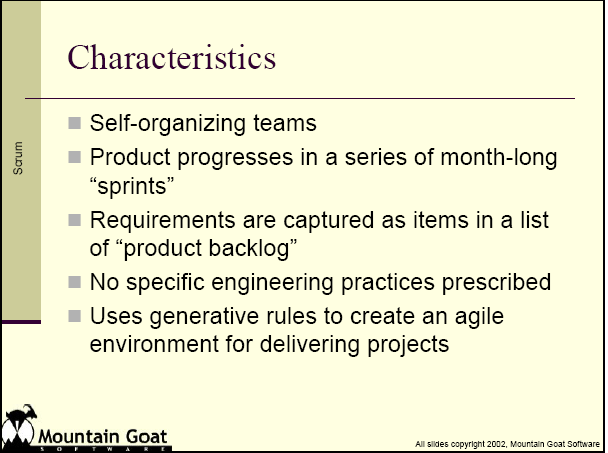 Characteristics
Scrum
Self-organizing teams
Product progresses in a series of month-long
“sprints”
Requirements are captured as items in a list
of “product backlog”
No specific engineering practices prescribed
Uses generative rules to create an agile
environment for delivering projects
Mountain Goat
SOFTWARE
All slides copyright 2002, Mountain Goat Software